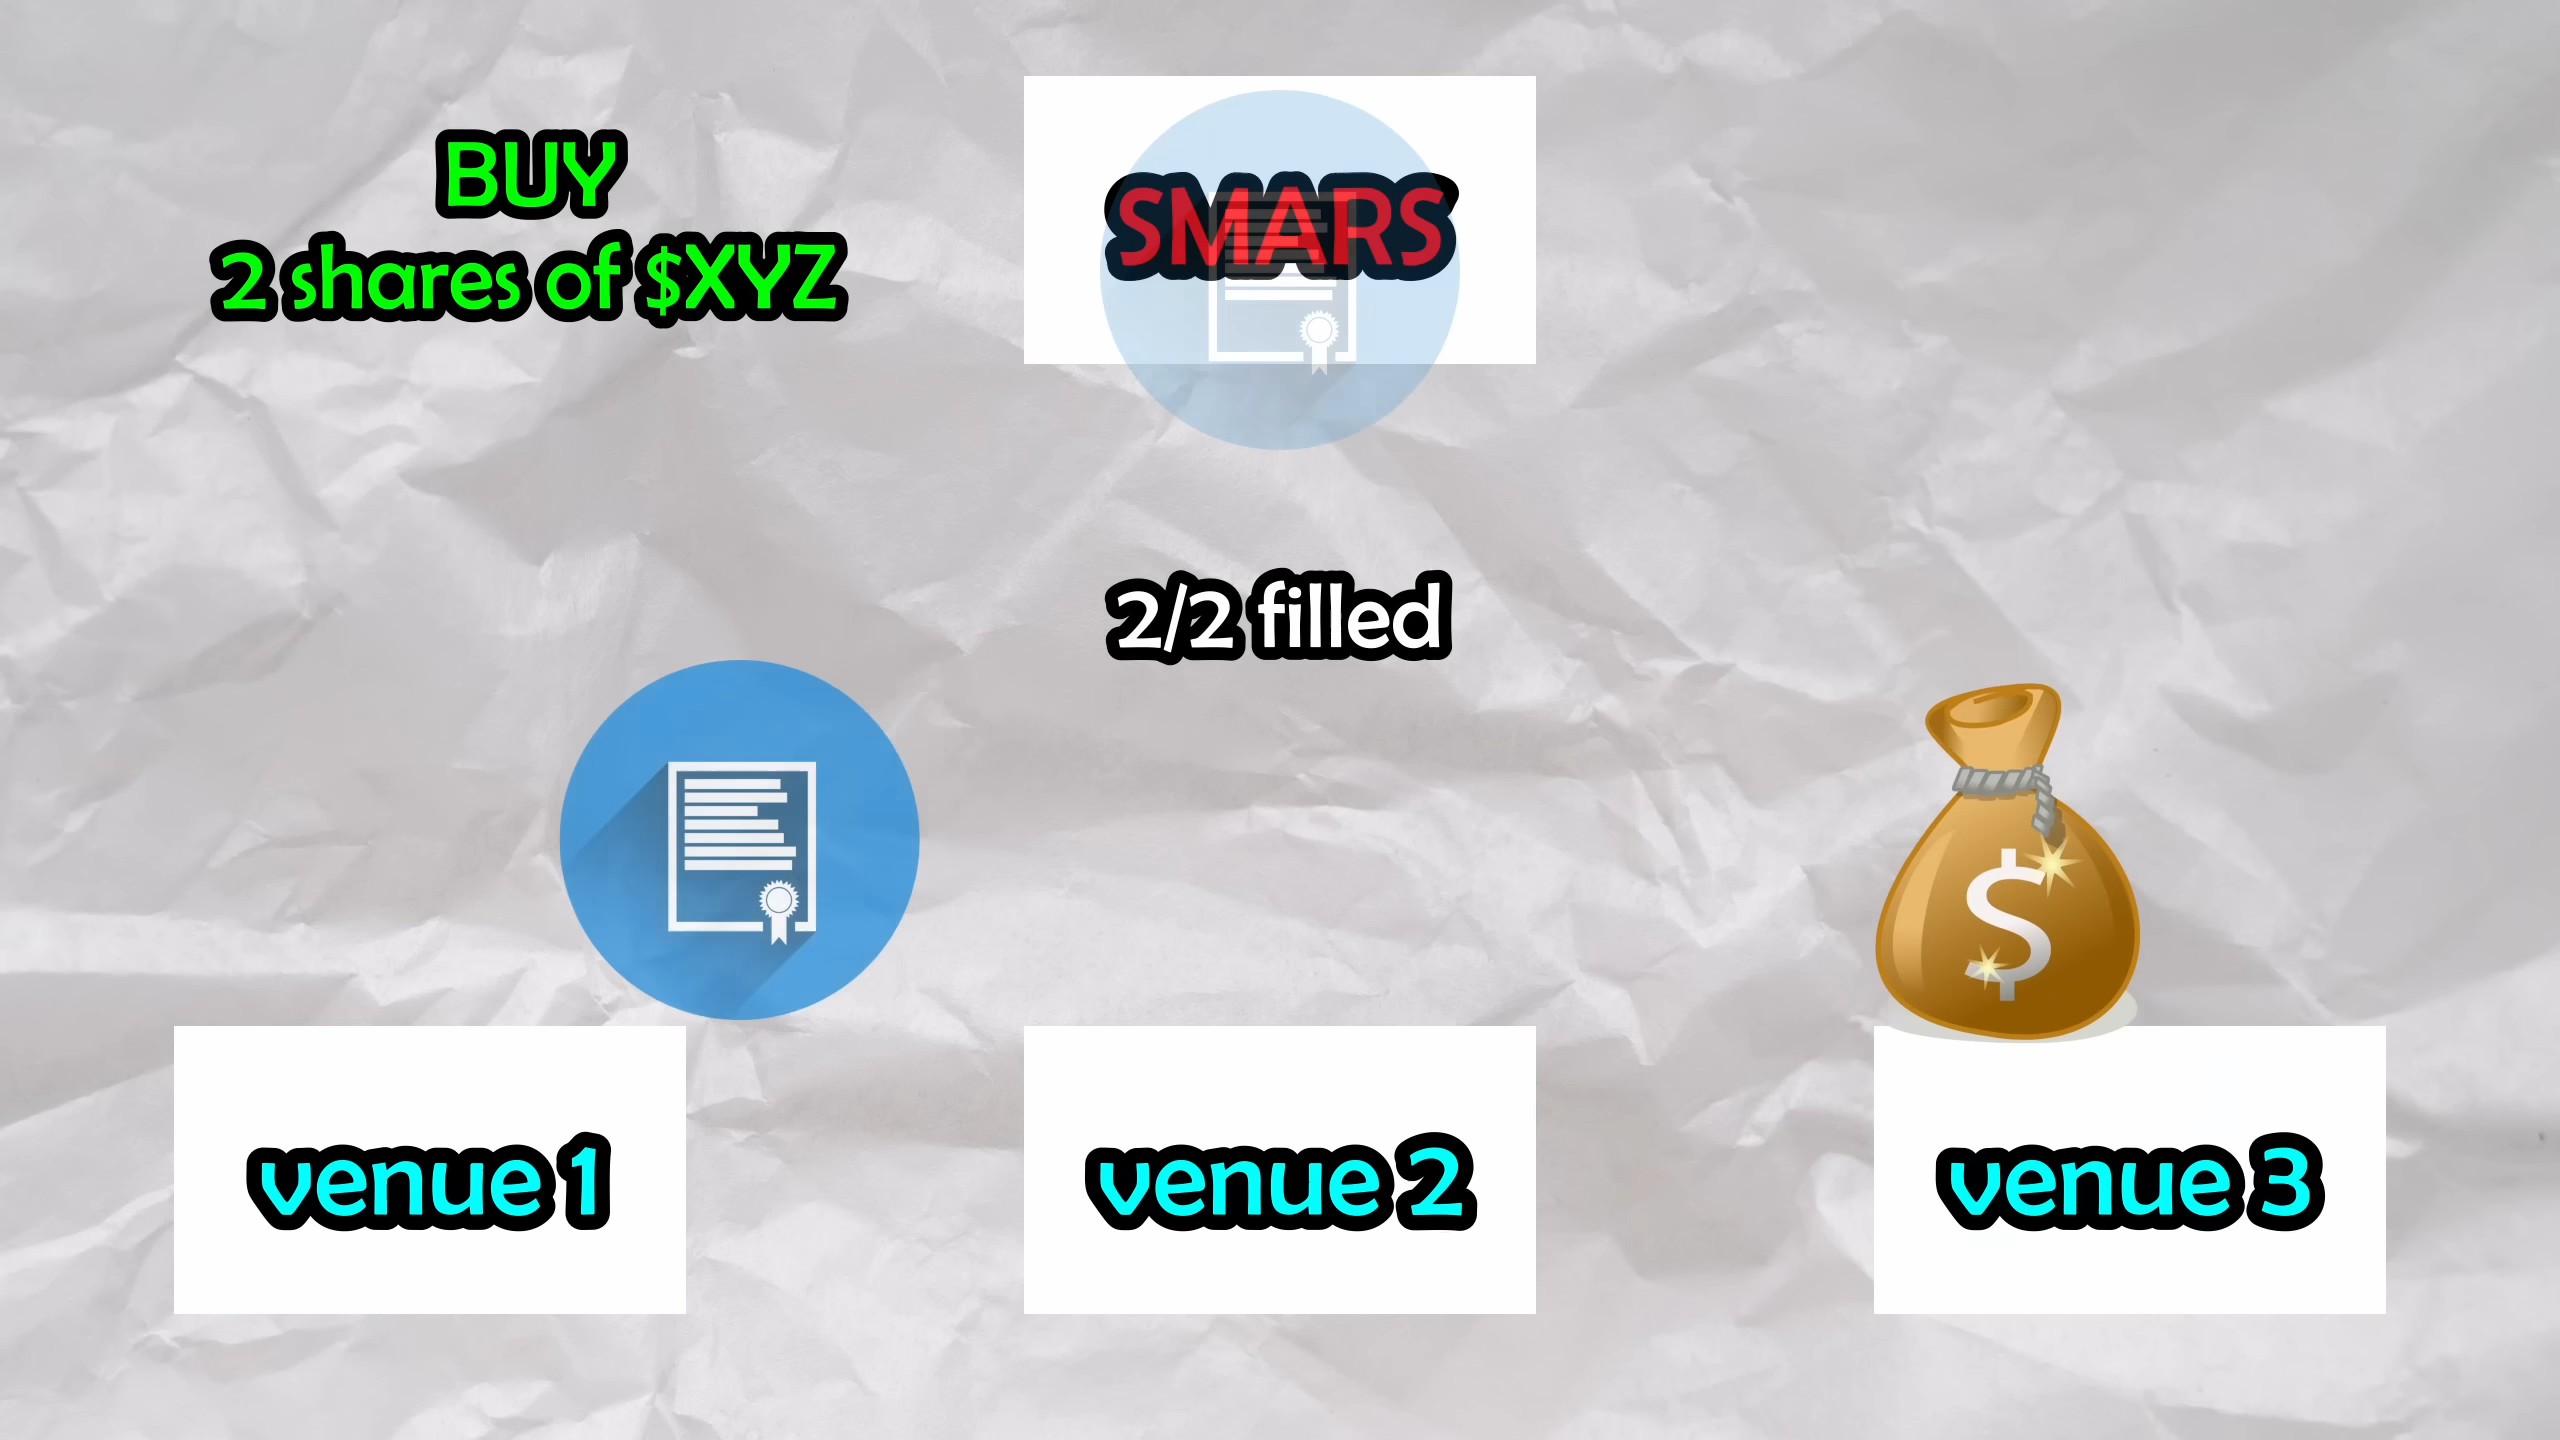 BUY
2 shares of $XYZ
SMARS
2/2 filled
$
venue 1
venue 2
venue 3